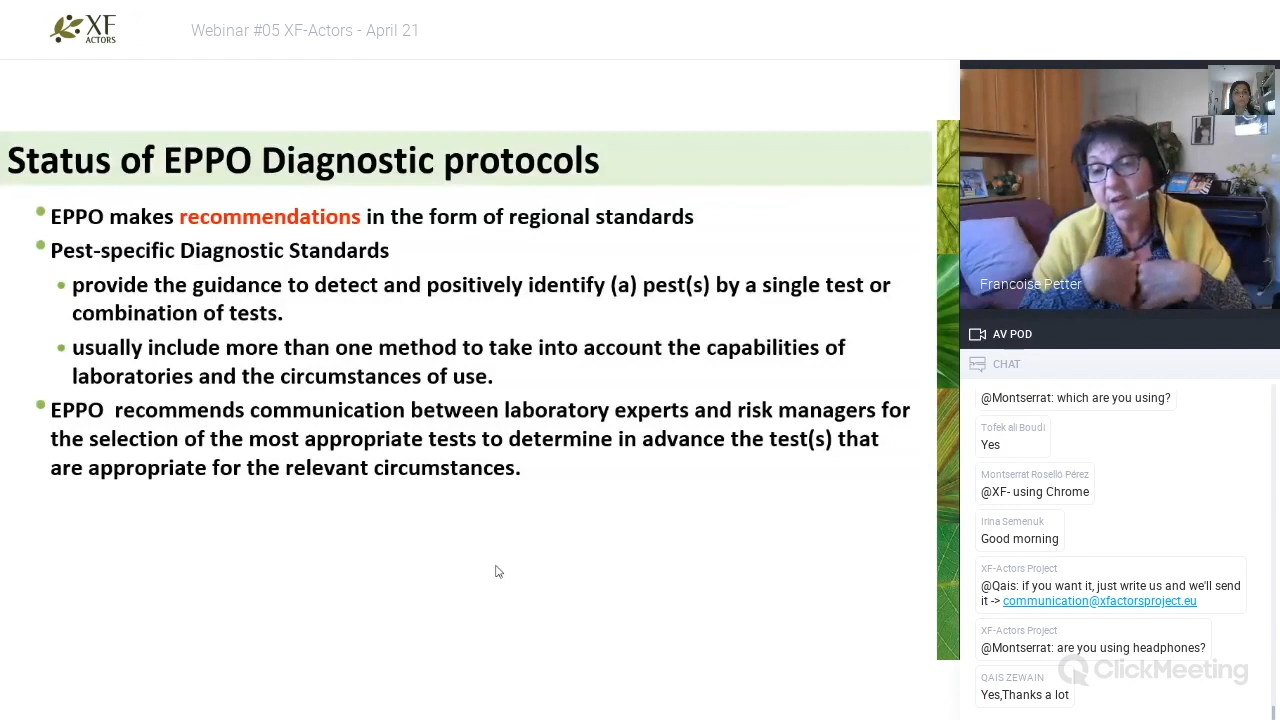 XF
ACTORS
Webinar #05 XF-Actors - April 21
Status of EPPO Diagnostic protocols
EPPO makes recommendations in the form of regional standards
Pest-specific Diagnostic Standards
provide the guidance to detect and positively identify (a) pest(s) by a single test or
combination of tests.
usually include more than one method to take into account the capabilities of
laboratories and the circumstances of use.
EPPO recommends communication between laboratory experts and risk managers for
the selection of the most appropriate tests to determine in advance the test(s) that
are appropriate for the relevant circumstances.
Francoise Petter
AV POD
CHAT
@Montserrat: which are you using?
Tofek ali Boudi
Yes
Montserrat Roselló Pérez
@XF- using Chrome
Irina Semenuk
Good morning
XF-Actors Project
@Qais: if you want it, just write us and we'll send
it -> communication@xfactorsproject.eu
XF-Actors Project
@Montserrat: are you using headphones?
ClickMeeting
QAIS ZEWAIN
Yes,Thanks a lot